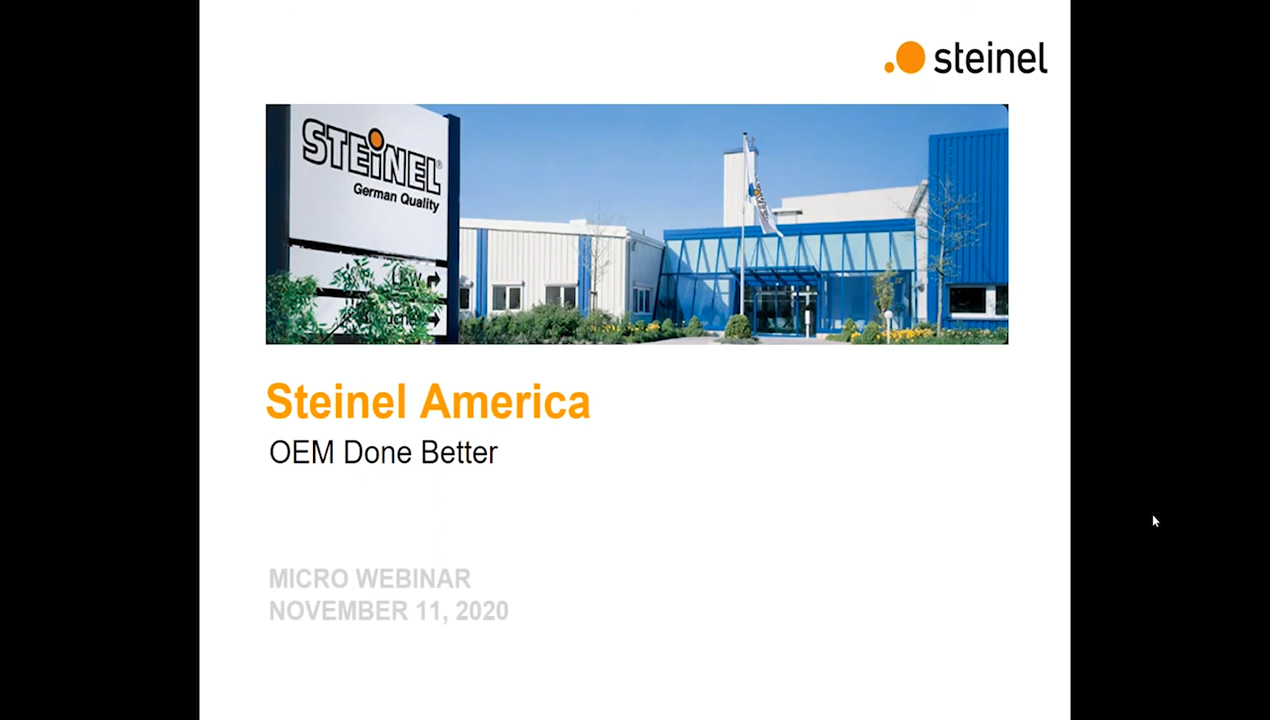 steinel
STEINEL®
German Quality
Steinel America
OEM Done Better
MICRO WEBINAR
NOVEMBER 11, 2020